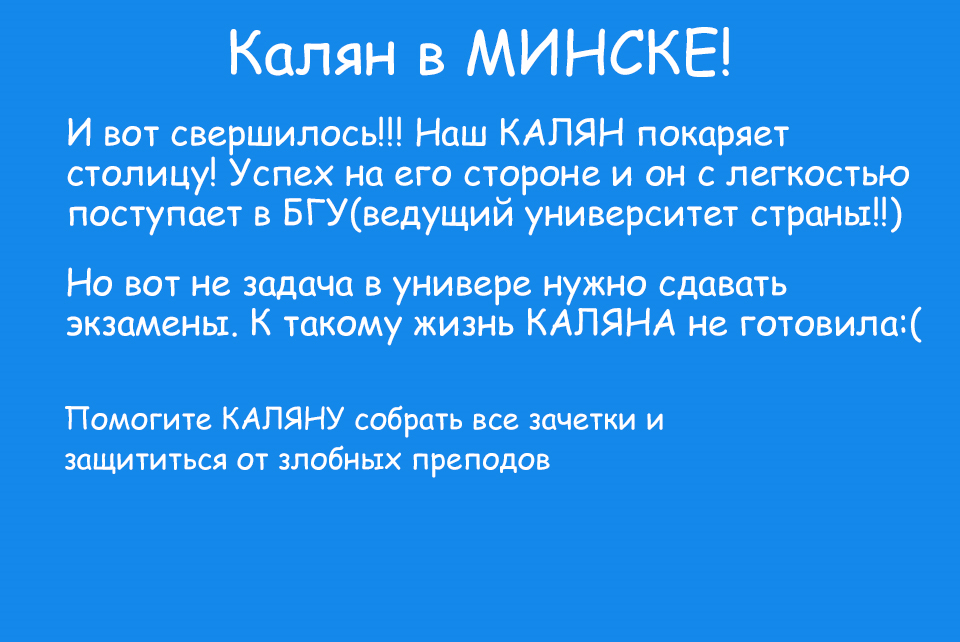 Калян в МИНСКЕ!
И вот свершилось!!! Наш КАЛЯН покаряет
столицу! Успех на его стороне и он с легкостью
поступает в БГУ(ведущий университет страны!!)
Но вот не задача в универе нужно сдавать
экзамены. К такому жизнь КАЛЯНА не готовила:(
Помогите КАЛЯНУ собрать все зачетки и
защититься от злобных преподов